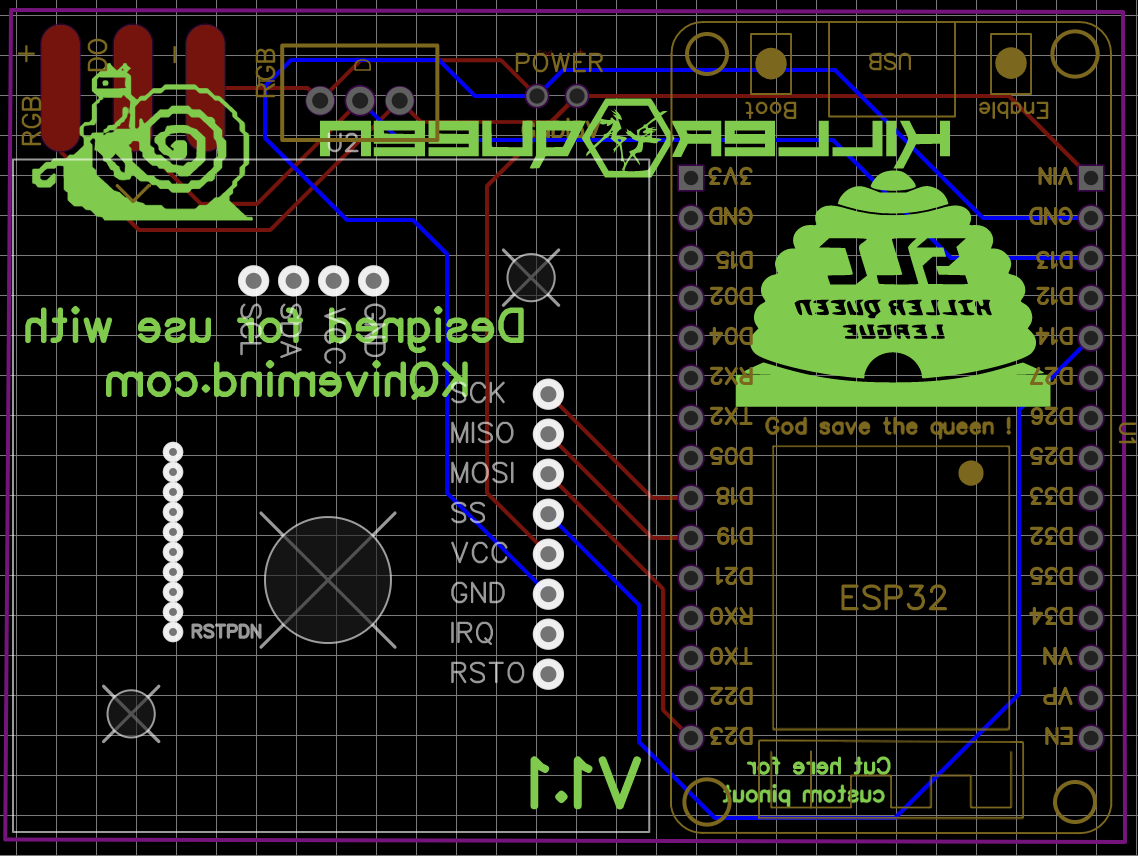 +
DO
—
RGB
RGB
D
POWER
U2
KILLER QUEEN
USB
Boot
Enable
3V3
GND
D15
D02
D04
RX2
TX2
D05
D18
D19
D21
RX0
TX0
D22
D23
VIN
GND
D13
D12
D14
D27
D26
D25
D33
D32
D35
D34
VN
VP
EN
U1
KILLER QUEEN
LEAGUE
God save the queen !
ESP32
SCL
SDA
VCC
GND
Designed for use with
KQhivemind.com
SCK
MISO
MOSI
SS
VCC
GND
IRQ
RSTO
RSTPDN
V1.1
Cut here for
custom pinout